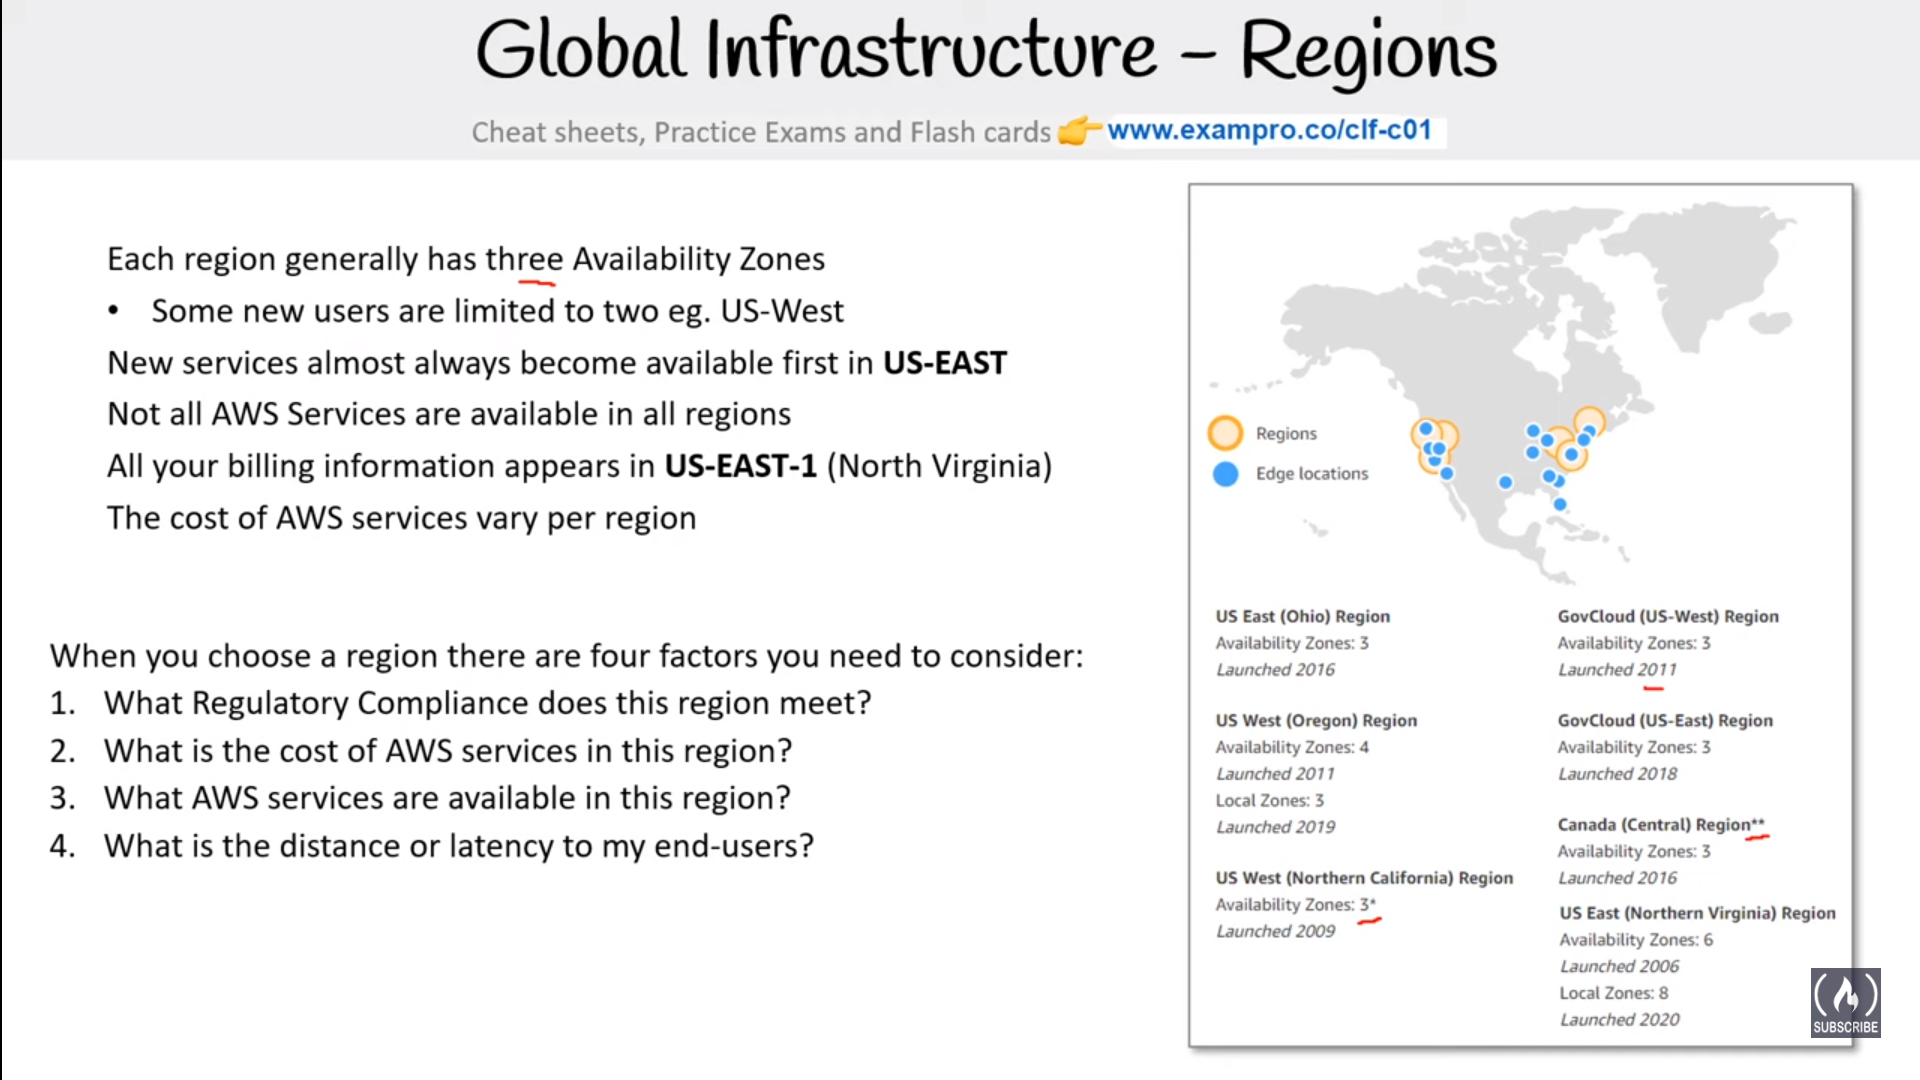 Global Infrastructure – Regions
Cheat sheets, Practice Exams and Flash cards 👉 www.exampro.co/clf-c01
Each region generally has three Availability Zones
• Some new users are limited to two eg. US-West
New services almost always become available first in US-EAST
Not all AWS Services are available in all regions
All your billing information appears in US-EAST-1 (North Virginia)
The cost of AWS services vary per region
When you choose a region there are four factors you need to consider:
1. What Regulatory Compliance does this region meet?
2. What is the cost of AWS services in this region?
3. What AWS services are available in this region?
4. What is the distance or latency to my end-users?
Regions
Edge locations
US East (Ohio) Region
Availability Zones: 3
Launched 2016
US West (Oregon) Region
Availability Zones: 4
Launched 2011
Local Zones: 3
Launched 2019
US West (Northern California) Region
Availability Zones: 3*
Launched 2009
GovCloud (US-West) Region
Availability Zones: 3
Launched 2011
GovCloud (US-East) Region
Availability Zones: 3
Launched 2018
Canada (Central) Region**
Availability Zones: 3
Launched 2016
US East (Northern Virginia) Region
Availability Zones: 6
Launched 2006
Local Zones: 8
Launched 2020
SUBSCRIBE